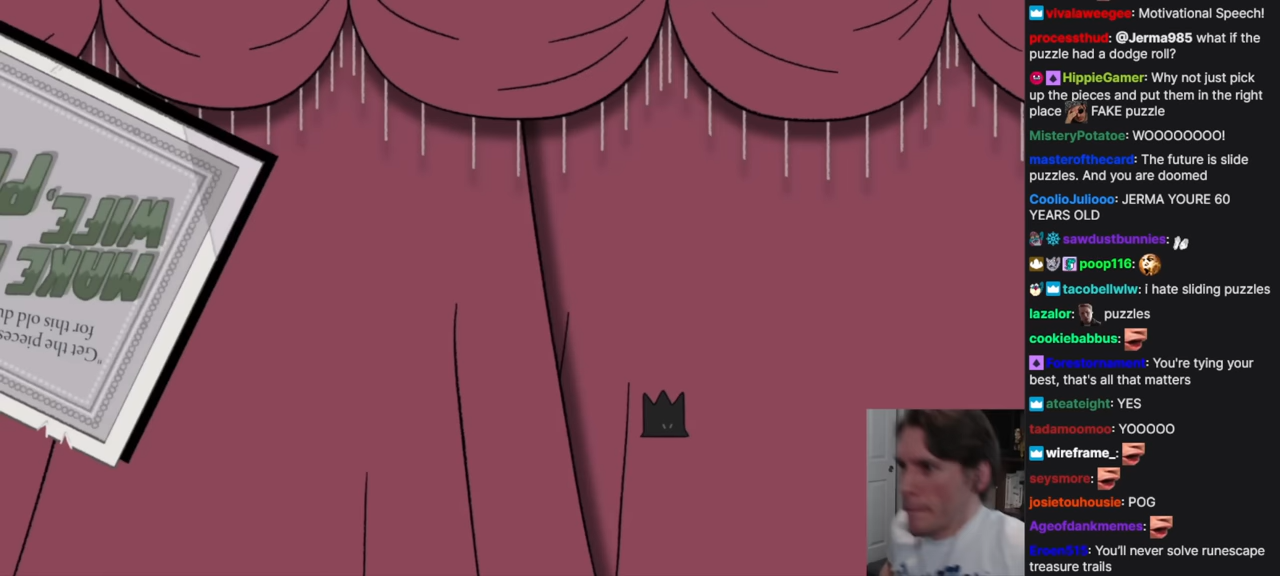 WIFE, P
MAKE
for this old du
"Get the pieces
vivalaweegee: Motivational Speech!
processthud: @Jerma985 what if the
puzzle had a dodge roll?
HippieGamer: Why not just pick
up the pieces and put them in the right
place FAKE puzzle
MisteryPotatoe: WOOOOOOOO!
masterofthecard: The future is slide
puzzles. And you are doomed
CoolioJuliooo: JERMA YOURE 60
YEARS OLD
sawdustbunnies:
poop116:
tacobellwlw: i hate sliding puzzles
lazalor: puzzles
cookiebabbus:
You're tying your
best, that's all that matters
ateateight: YES
tadamoomoo: YOOOOO
wireframe_:
seysmore:
josietouhousie: POG
Ageofdankmemes:
You'll never solve runescape
treasure trails